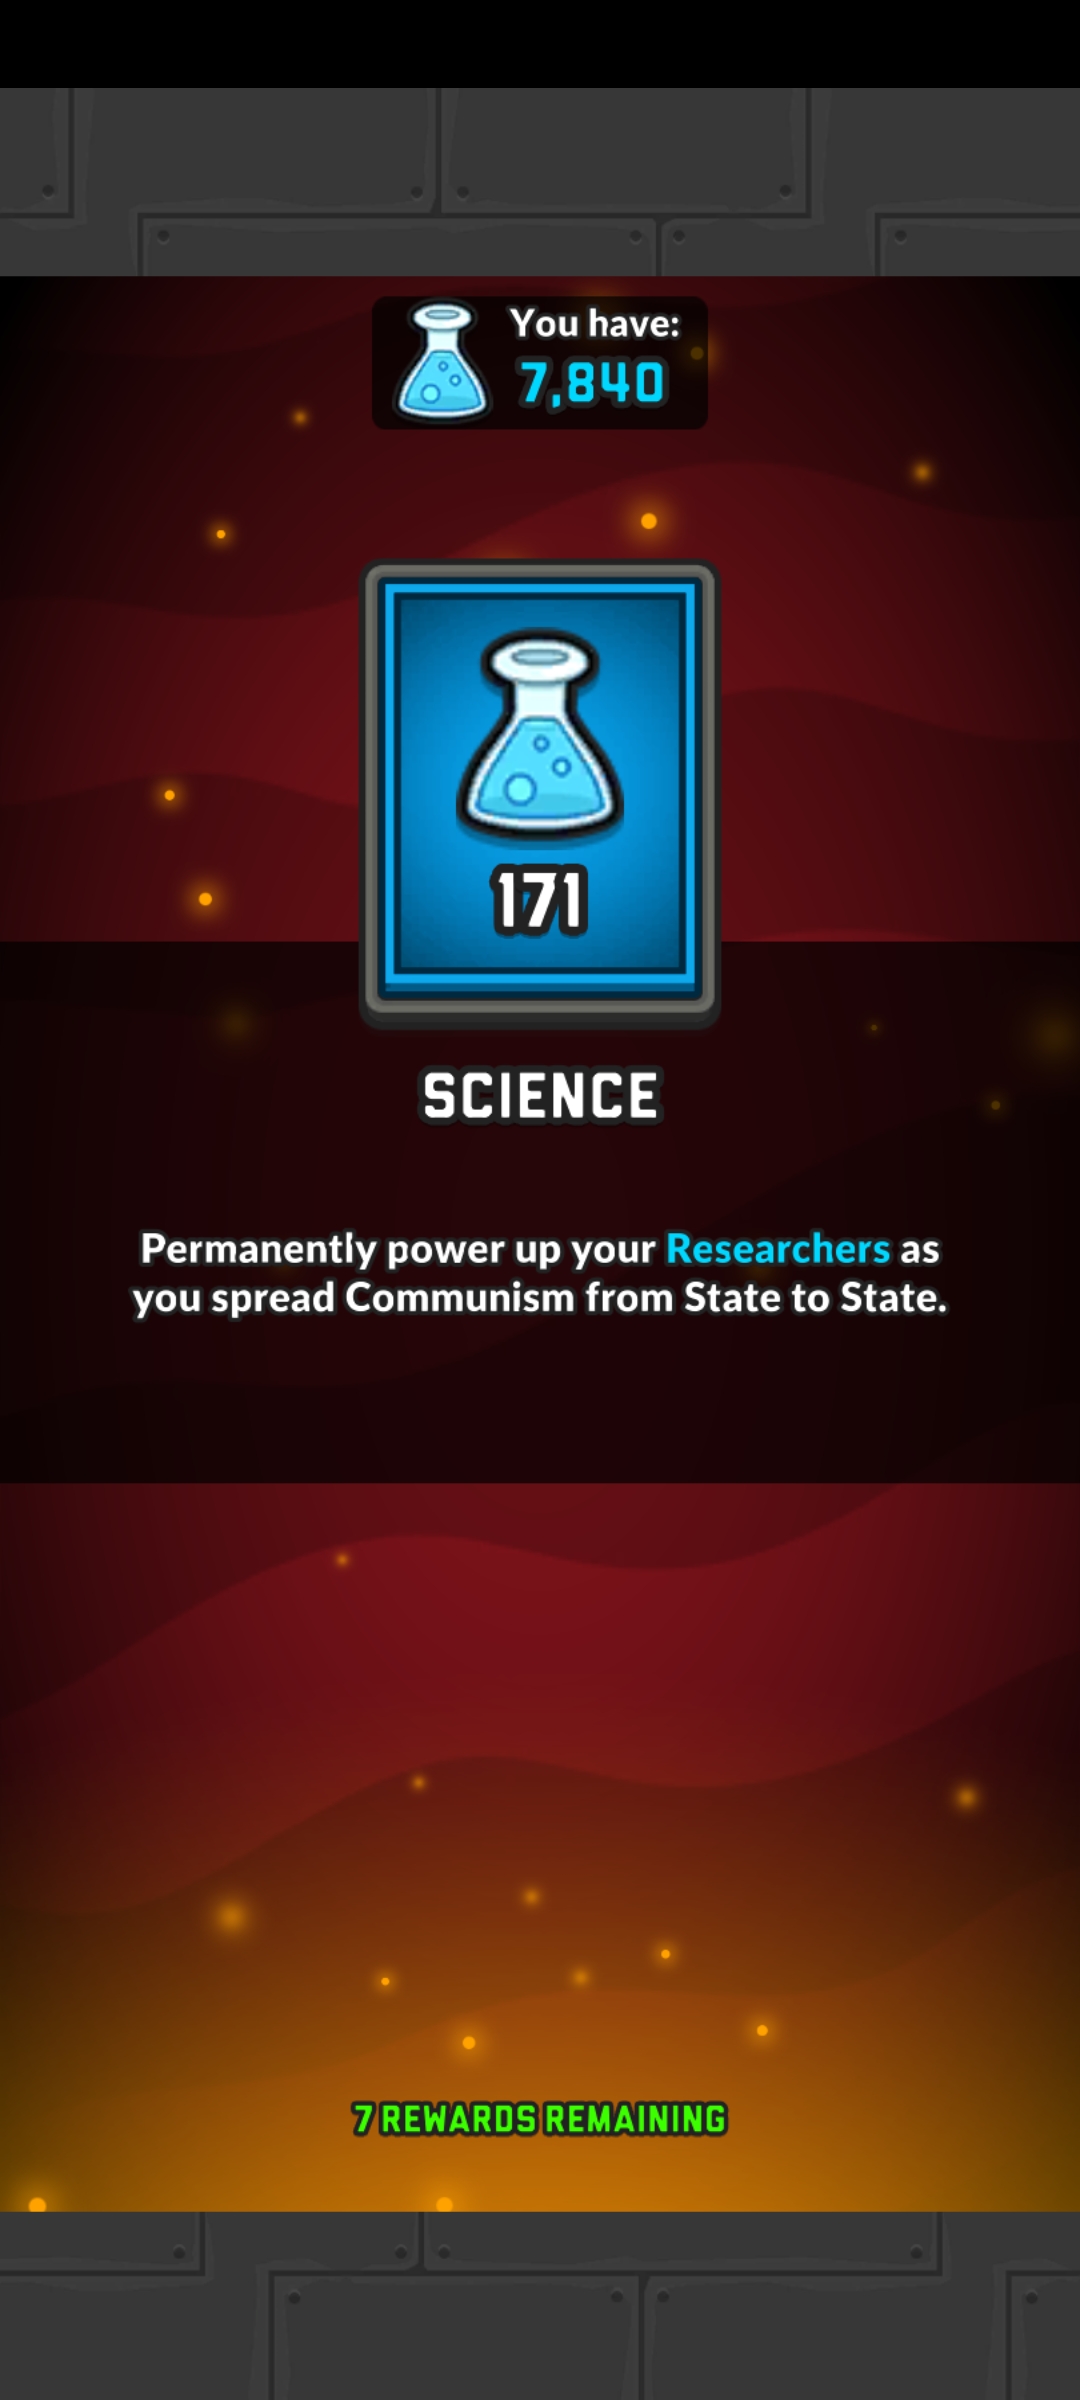 You have:
7,840
171
SCIENCE
Permanently power up your Researchers as
you spread Communism from State to State.
7 REWARDS REMAINING